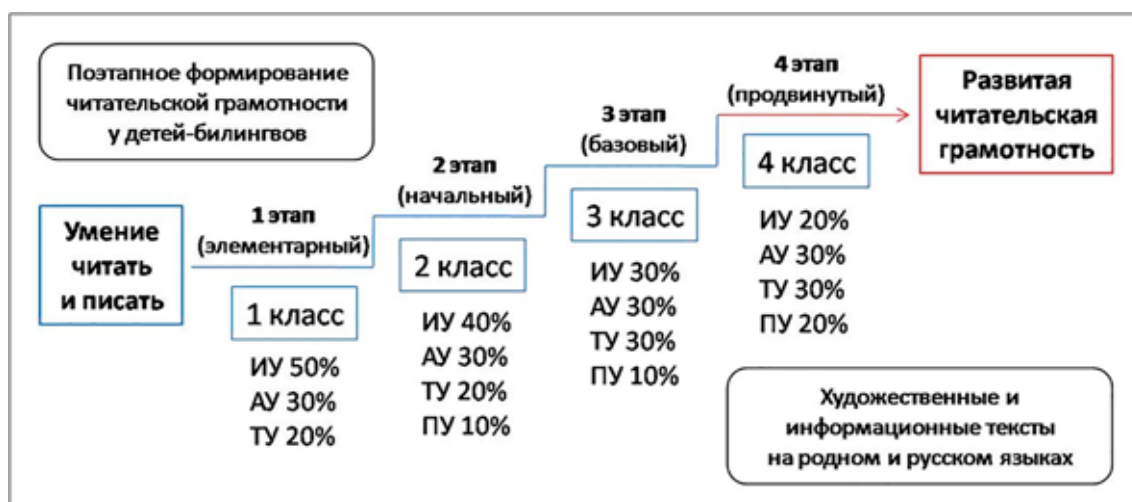 Поэтапное формирование
читательской грамотности
у детей-билингвов
Умение
читать
и писать
1 этап
(элементарный)
1 класс
ИУ 50%
АУ 30%
ТУ 20%
2 этап
(начальный)
2 класс
ИУ 40%
АУ 30%
ТУ 20%
ПУ 10%
3 этап
(базовый)
3 класс
ИУ 30%
АУ 30%
ТУ 30%
ПУ 10%
4 этап
(продвинутый)
4 класс
ИУ 20%
АУ 30%
ТУ 30%
ПУ 20%
Развитая
читательская
грамотность
Художественные и
информационные тексты
на родном и русском языках